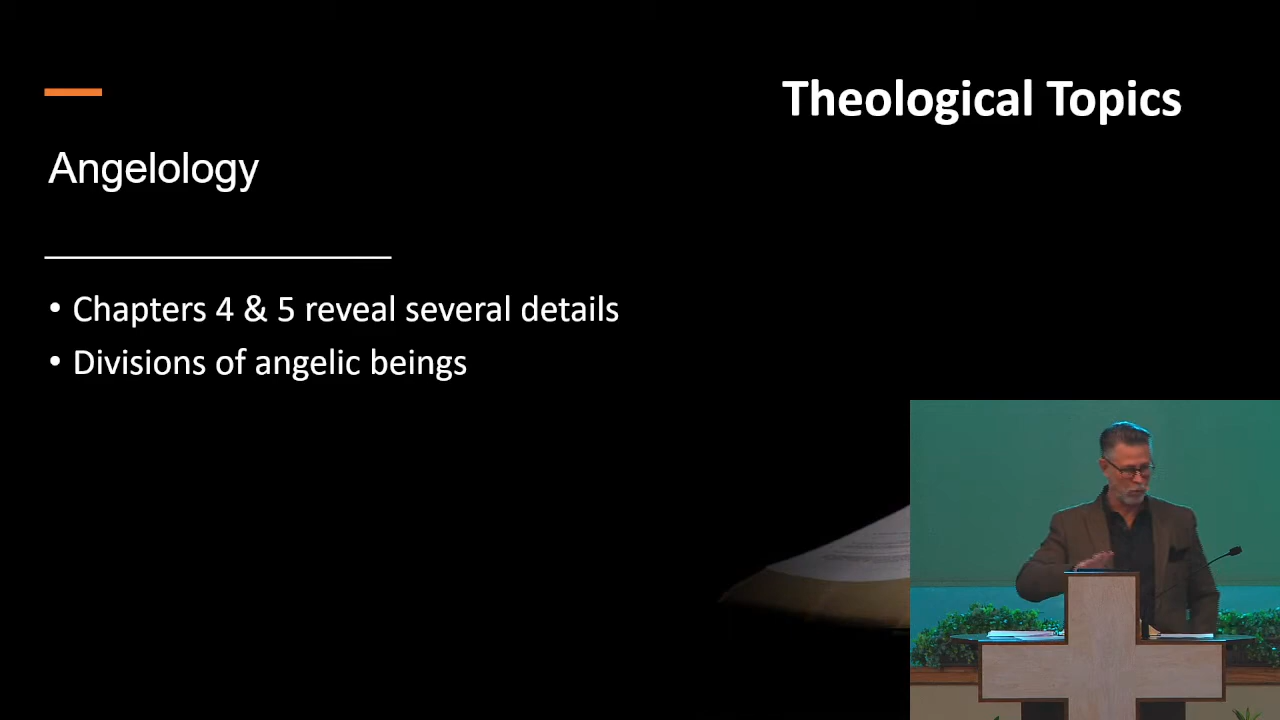 Theological Topics
Angelology
• Chapters 4 & 5 reveal several details
• Divisions of angelic beings